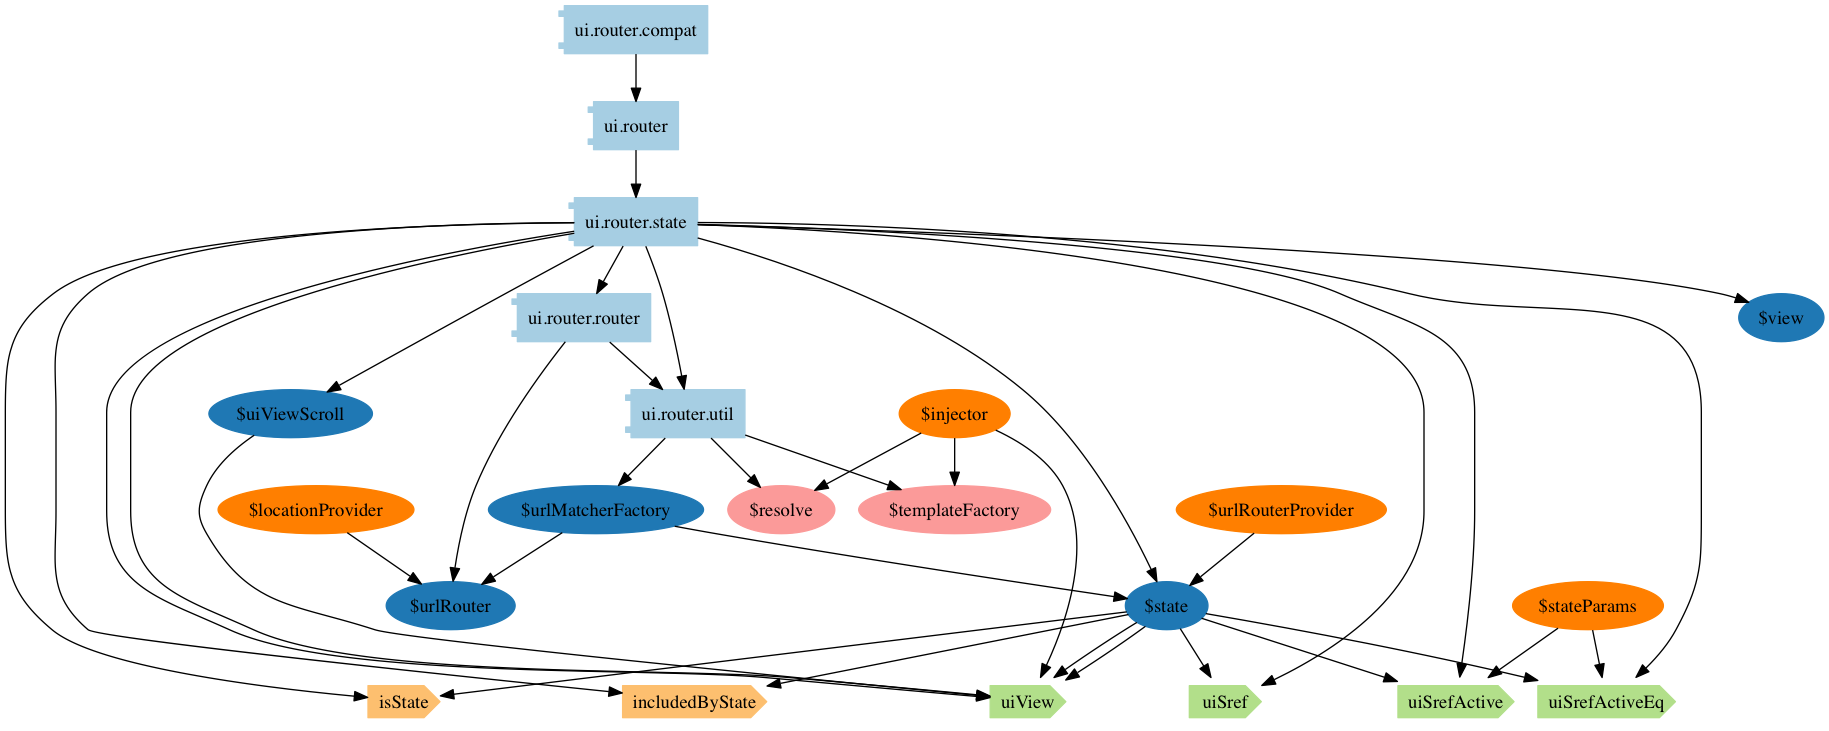 ui.router.compat
ui.router
ui.router.state
ui.router.router
$view
$uiViewScroll
ui.router.util
$injector
$locationProvider
$urlMatcherFactory
$resolve
$templateFactory
$urlRouterProvider
$urlRouter
$state
$stateParams
isState
includedByState
uiView
uiSref
uiSrefActive
uiSrefActiveEq